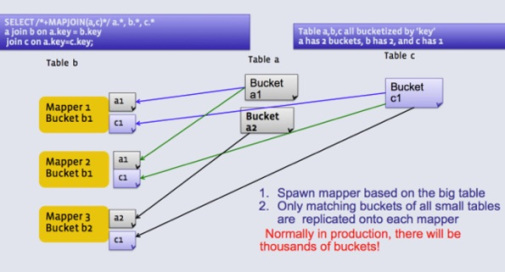 SELECT /*+MAPJOIN(a,c)*/ a.*, b.*, c.*
a join b on a.key = b.key
join c on a.key=c.key;
Table a,b,c all bucketized by 'key'
a has 2 buckets, b has 2, and c has 1
Table b
Table a
Table c
Mapper 1
Bucket b1
a1
c1
Bucket
a1
Bucket
a2
Bucket
c1
Mapper 2
Bucket b1
a1
c1
Mapper 3
Bucket b2
a2
c1
1. Spawn mapper based on the big table
2. Only matching buckets of all small tables
are replicated onto each mapper
Normally in production, there will be
thousands of buckets!